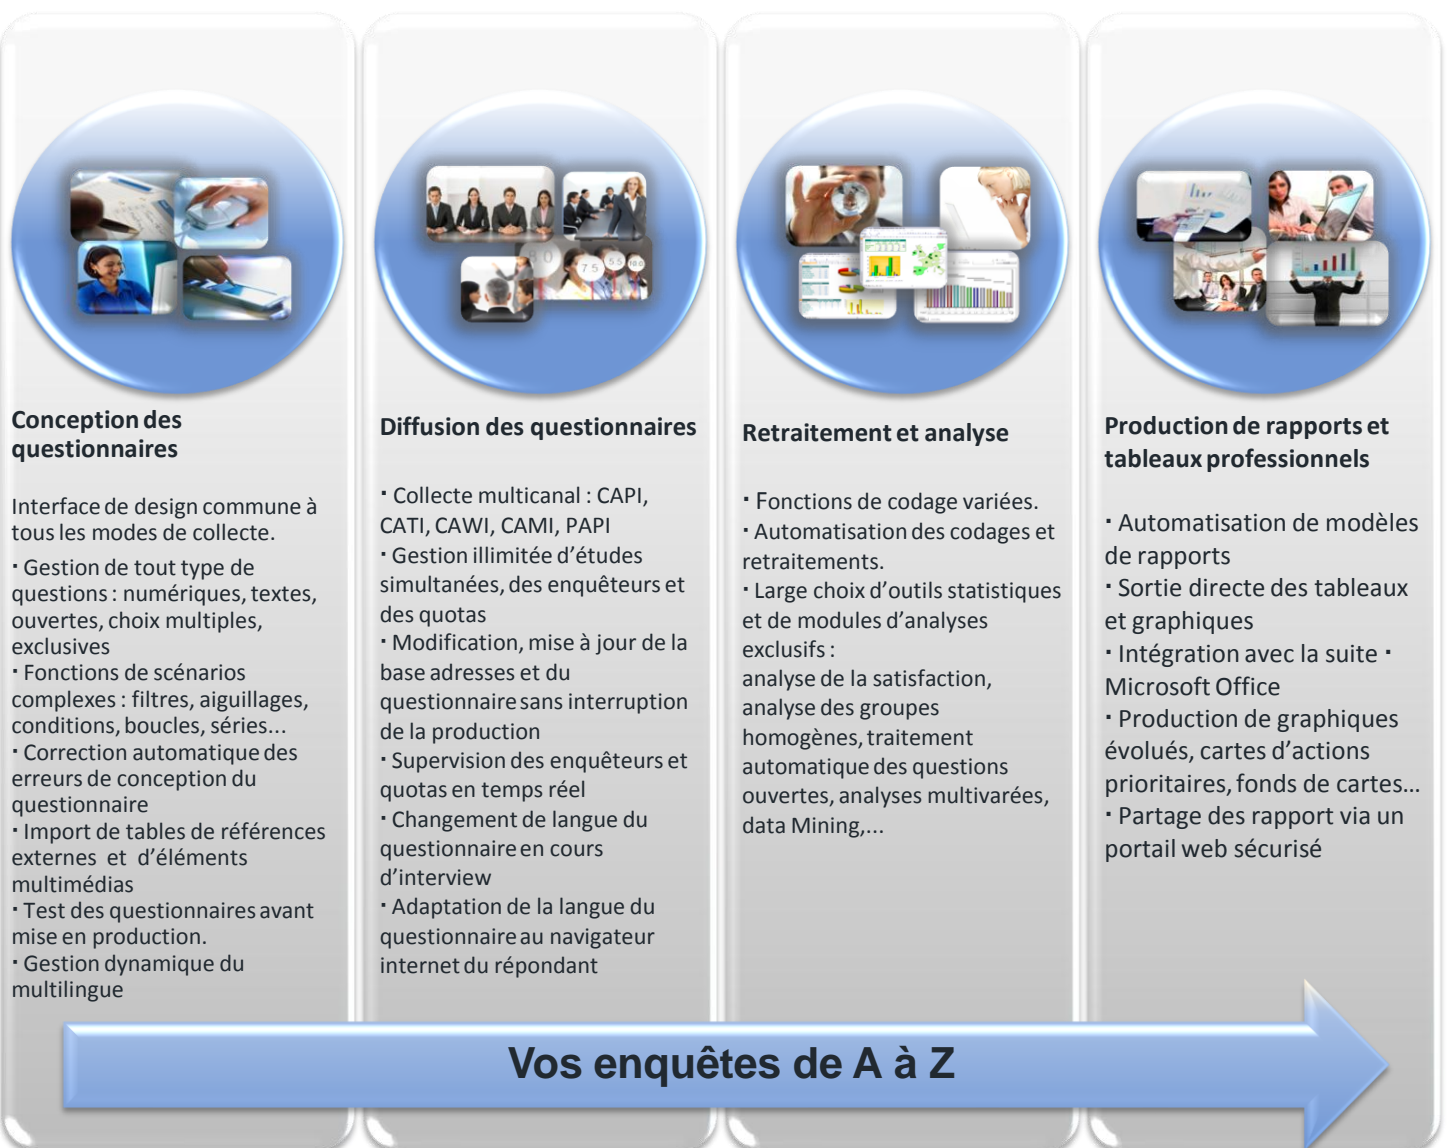 Conception des
questionnaires
Interface de design commune à
tous les modes de collecte.
· Gestion de tout type de
questions : numériques, textes,
ouvertes, choix multiples,
exclusives
· Fonctions de scénarios
complexes : filtres, aiguillages,
conditions, boucles, séries...
· Correction automatique des
erreurs de conception du
questionnaire
· Import de tables de références
externes et d’éléments
multimédias
· Test des questionnaires avant
mise en production.
· Gestion dynamique du
multilingue
Diffusion des questionnaires
· Collecte multicanal : CAPI,
CATI, CAWI, CAMI, PAPI
· Gestion illimitée d’études
simultanées, des enquêteurs et
des quotas
· Modification, mise à jour de la
base adresses et du
questionnaire sans interruption
de la production
· Supervision des enquêteurs et
quotas en temps réel
· Changement de langue du
questionnaire en cours
d’interview
· Adaptation de la langue du
questionnaire au navigateur
internet du répondant
Retraitement et analyse
· Fonctions de codage variées.
· Automatisation des codages et
retraitements.
· Large choix d’outils statistiques
et de modules d’analyses
exclusifs :
analyse de la satisfaction,
analyse des groupes
homogènes, traitement
automatique des questions
ouvertes, analyses multivarées,
data Mining,...
Production de rapports et
tableaux professionnels
· Automatisation de modèles
de rapports
· Sortie directe des tableaux
et graphiques
· Intégration avec la suite ·
Microsoft Office
· Production de graphiques
évolués, cartes d’actions
prioritaires, fonds de cartes…
· Partage des rapport via un
portail web sécurisé
Vos enquêtes de A à Z
8.0
7.5
5.5
10.0